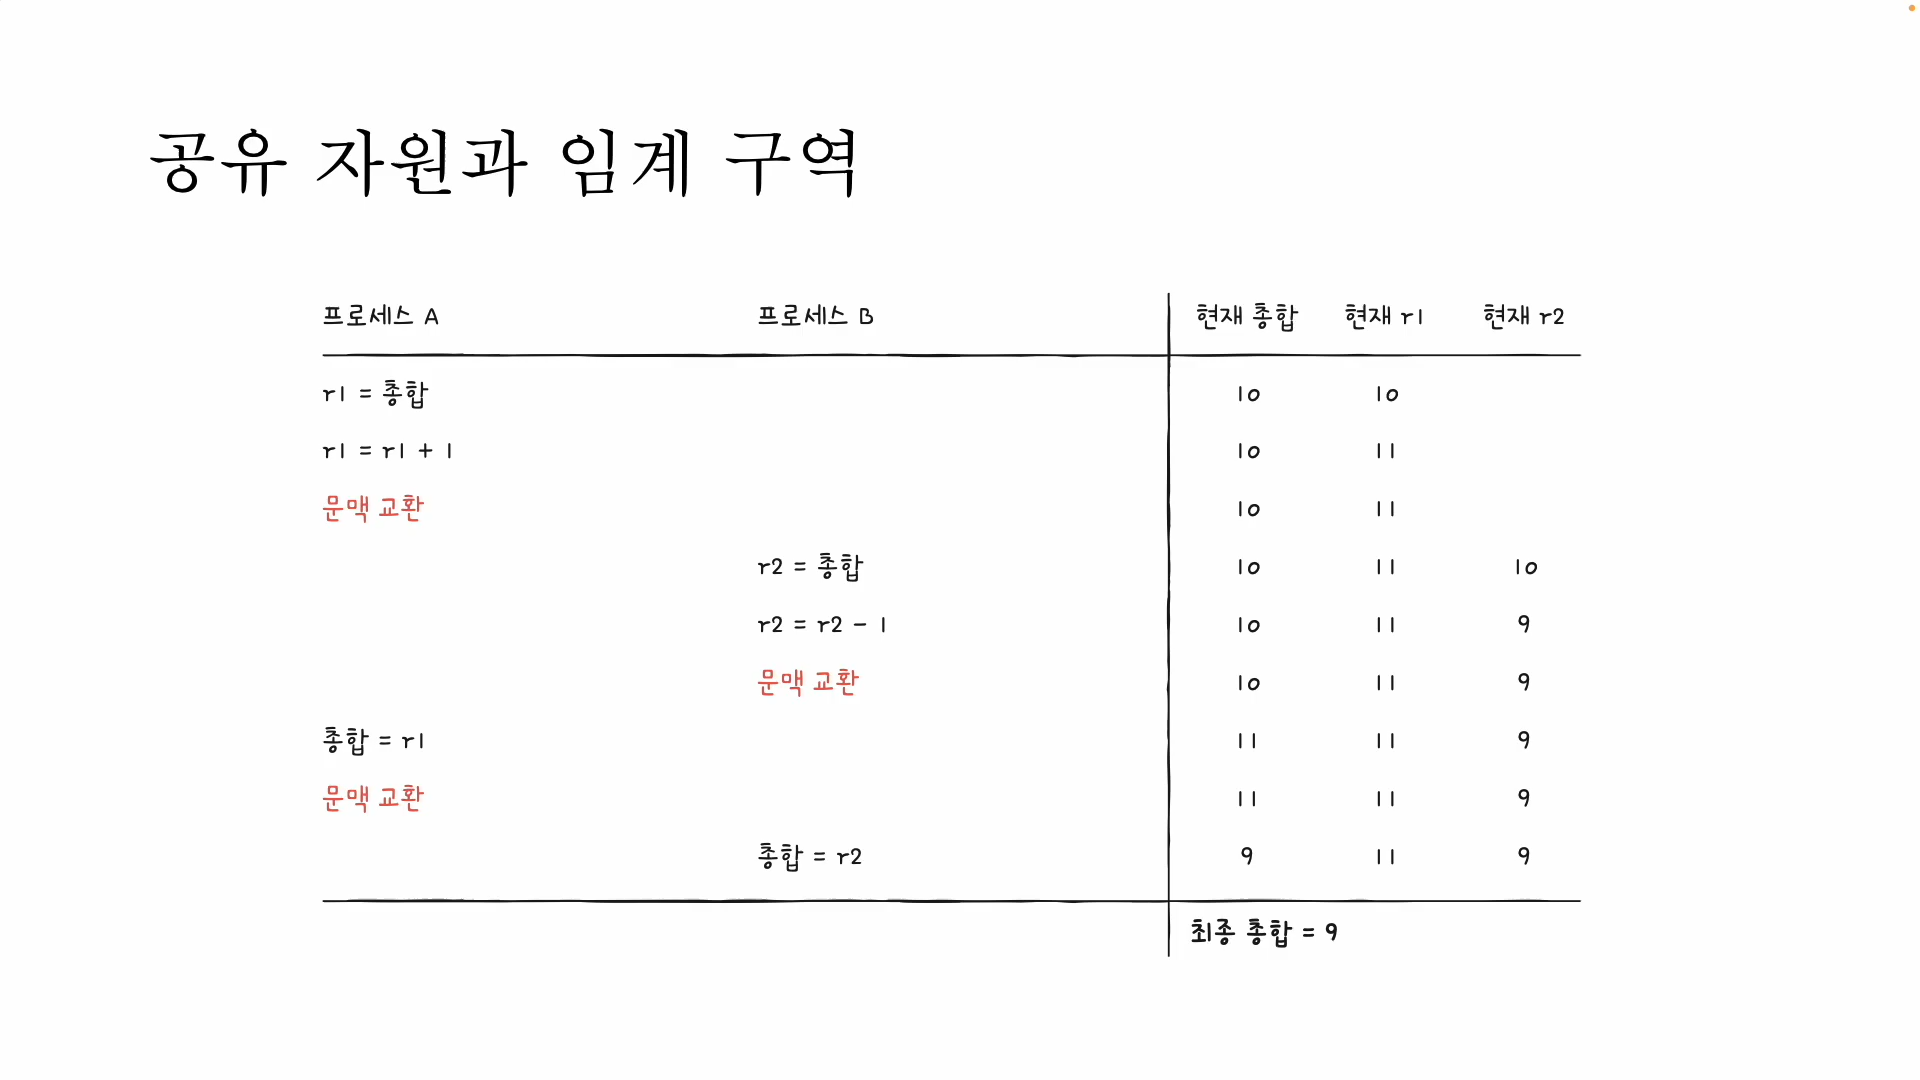 공유 자원과 임계 구역
프로세스 A 프로세스 B 현재 총합 현재 r1 현재 r2
r1 = 총합 10 10
r1 = r1 + 1 10 11
문맥 교환 10 11
r2 = 총합 10 11 10
r2 = r2 - 1 10 11 9
문맥 교환 10 11 9
총합 = r1 11 11 9
문맥 교환 11 11 9
총합 = r2 9 11 9
최종 총합 = 9